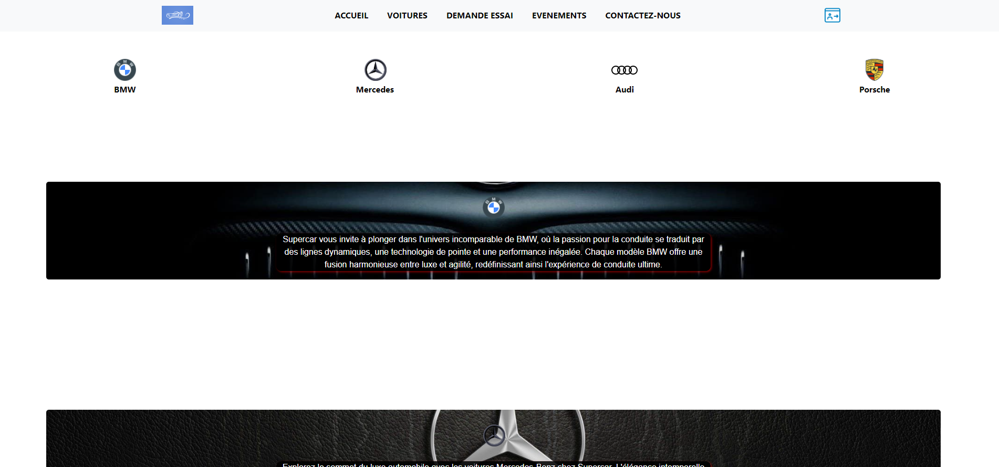 ACCUEIL VOITURES DEMANDE ESSAI EVENEMENTS CONTACTEZ-NOUS
BMW
BMW Mercedes Audi Porsche
BMW
Supercar vous invite à plonger dans l'univers incomparable de BMW, où la passion pour la conduite se traduit par
des lignes dynamiques, une technologie de pointe et une performance inégalée. Chaque modèle BMW offre une
fusion harmonieuse entre luxe et agilité, redéfinissant ainsi l'expérience de conduite ultime.
Explorez le sommet du luxe automobile avec les voitures Mercedes-Benz chez Supercar. L'élégance intemporelle